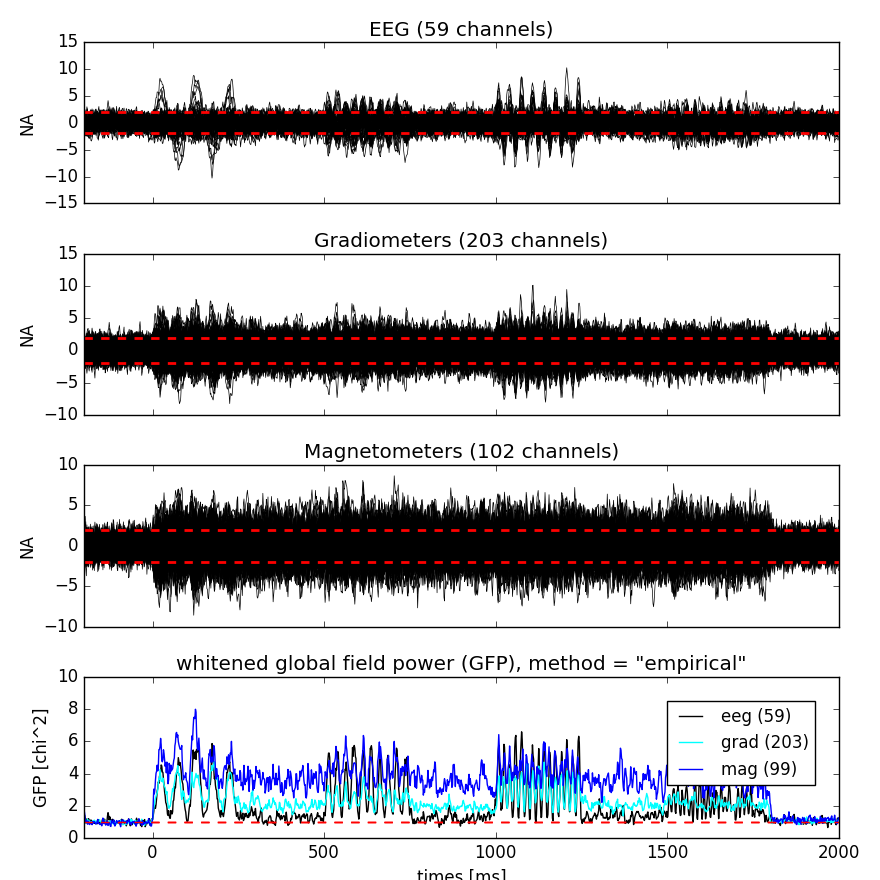 EEG (59 channels)
15
10
5
0
−5
−10
−15
NA
Gradiometers (203 channels)
15
10
5
0
−5
−10
NA
Magnetometers (102 channels)
10
5
0
−5
−10
NA
whitened global field power (GFP), method = "empirical"
10
8
6
4
2
0
GFP [chi^2]
eeg (59)
grad (203)
mag (99)
0 500 1000 1500 2000
times [ms]